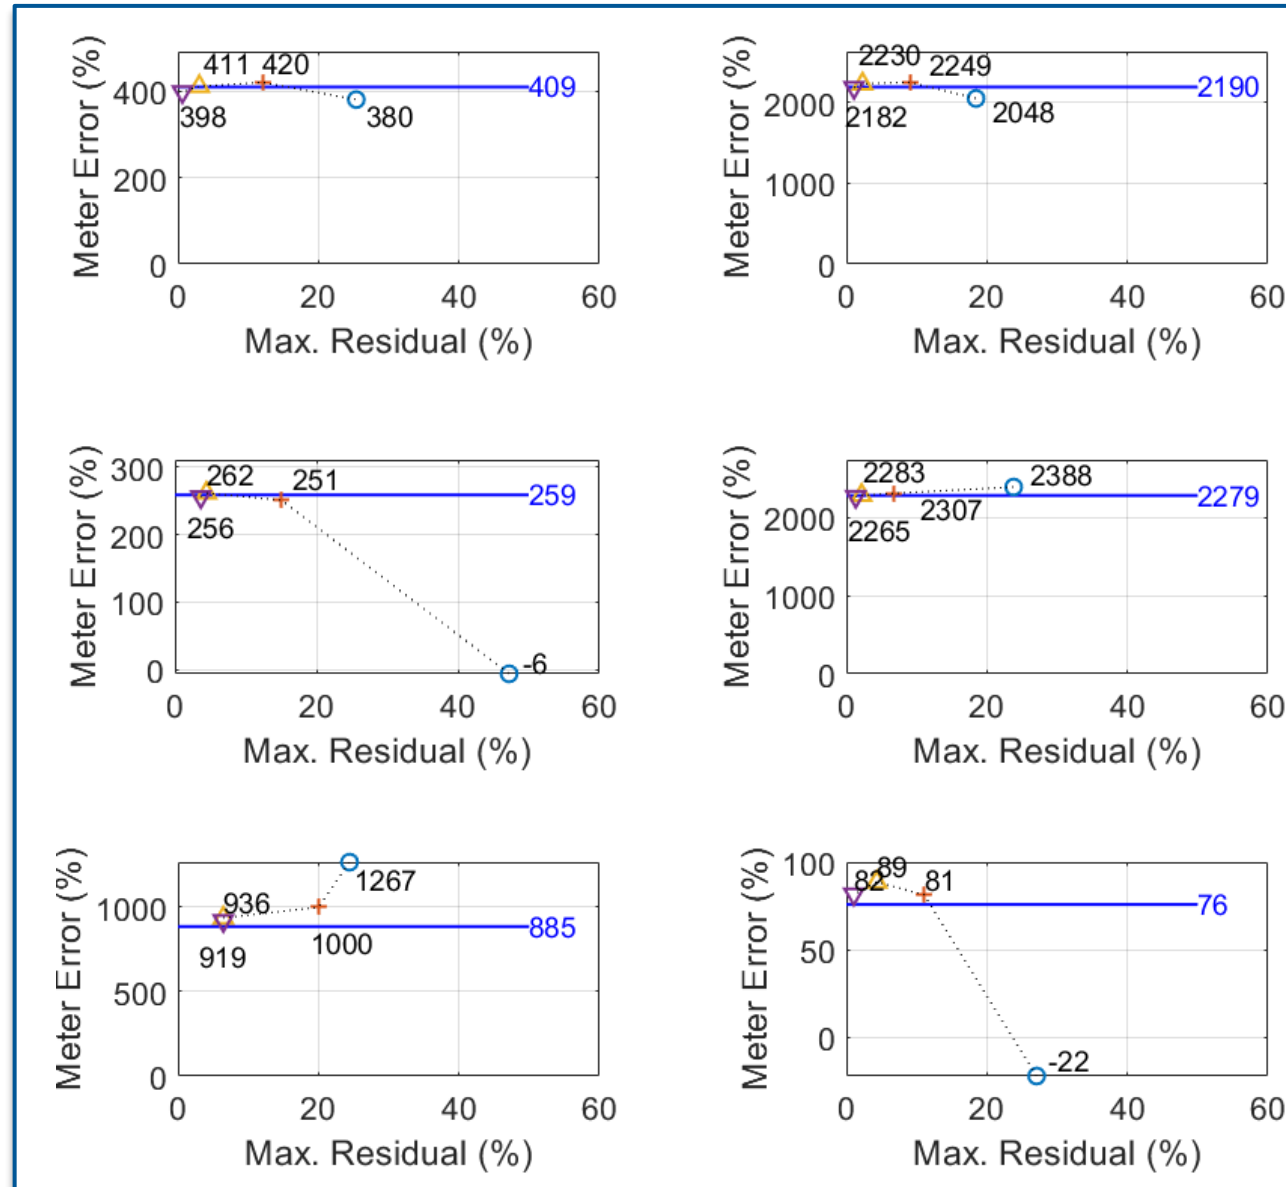 Meter Error (%)
400
200
0
411 420
398
380
409
0 20 40 60
Max. Residual (%)
Meter Error (%)
2000
1000
0
2230
2249
2182
2048
2190
0 20 40 60
Max. Residual (%)
Meter Error (%)
300
200
100
0
262
251
256
-6
259
0 20 40 60
Max. Residual (%)
Meter Error (%)
2000
1000
0
2283
2388
2307
2265
2279
0 20 40 60
Max. Residual (%)
Meter Error (%)
1000
500
0
936
1267
919
1000
885
0 20 40 60
Max. Residual (%)
Meter Error (%)
100
50
0
89
82
81
-22
76
0 20 40 60
Max. Residual (%)